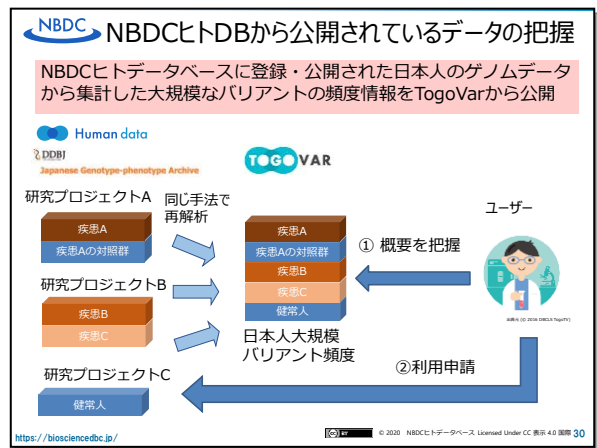 NBDC NBDCヒトDBから公開されているデータの把握
NBDCヒトデータベースに登録・公開された日本人のゲノムデータ
から集計した大規模なバリアントの頻度情報をTogoVarから公開
Human data
DDBJ
Japanese Genotype-phenotype Archive
TOGOVAR
研究プロジェクトA
同じ手法で
再解析
疾患A
疾患Aの対照群
研究プロジェクトB
疾患B
疾患C
研究プロジェクトC
健常人
疾患A
疾患Aの対照群
疾患B
疾患C
健常人
日本人大規模
バリアント頻度
① 概要を把握
ユーザー
(© 2016 DBCLS TogoTV)
②利用申請
https://biosciencedbc.jp/
(cc) BY © 2020 NBDCヒトデータベース Licensed Under CC 表示 4.0 国際 30